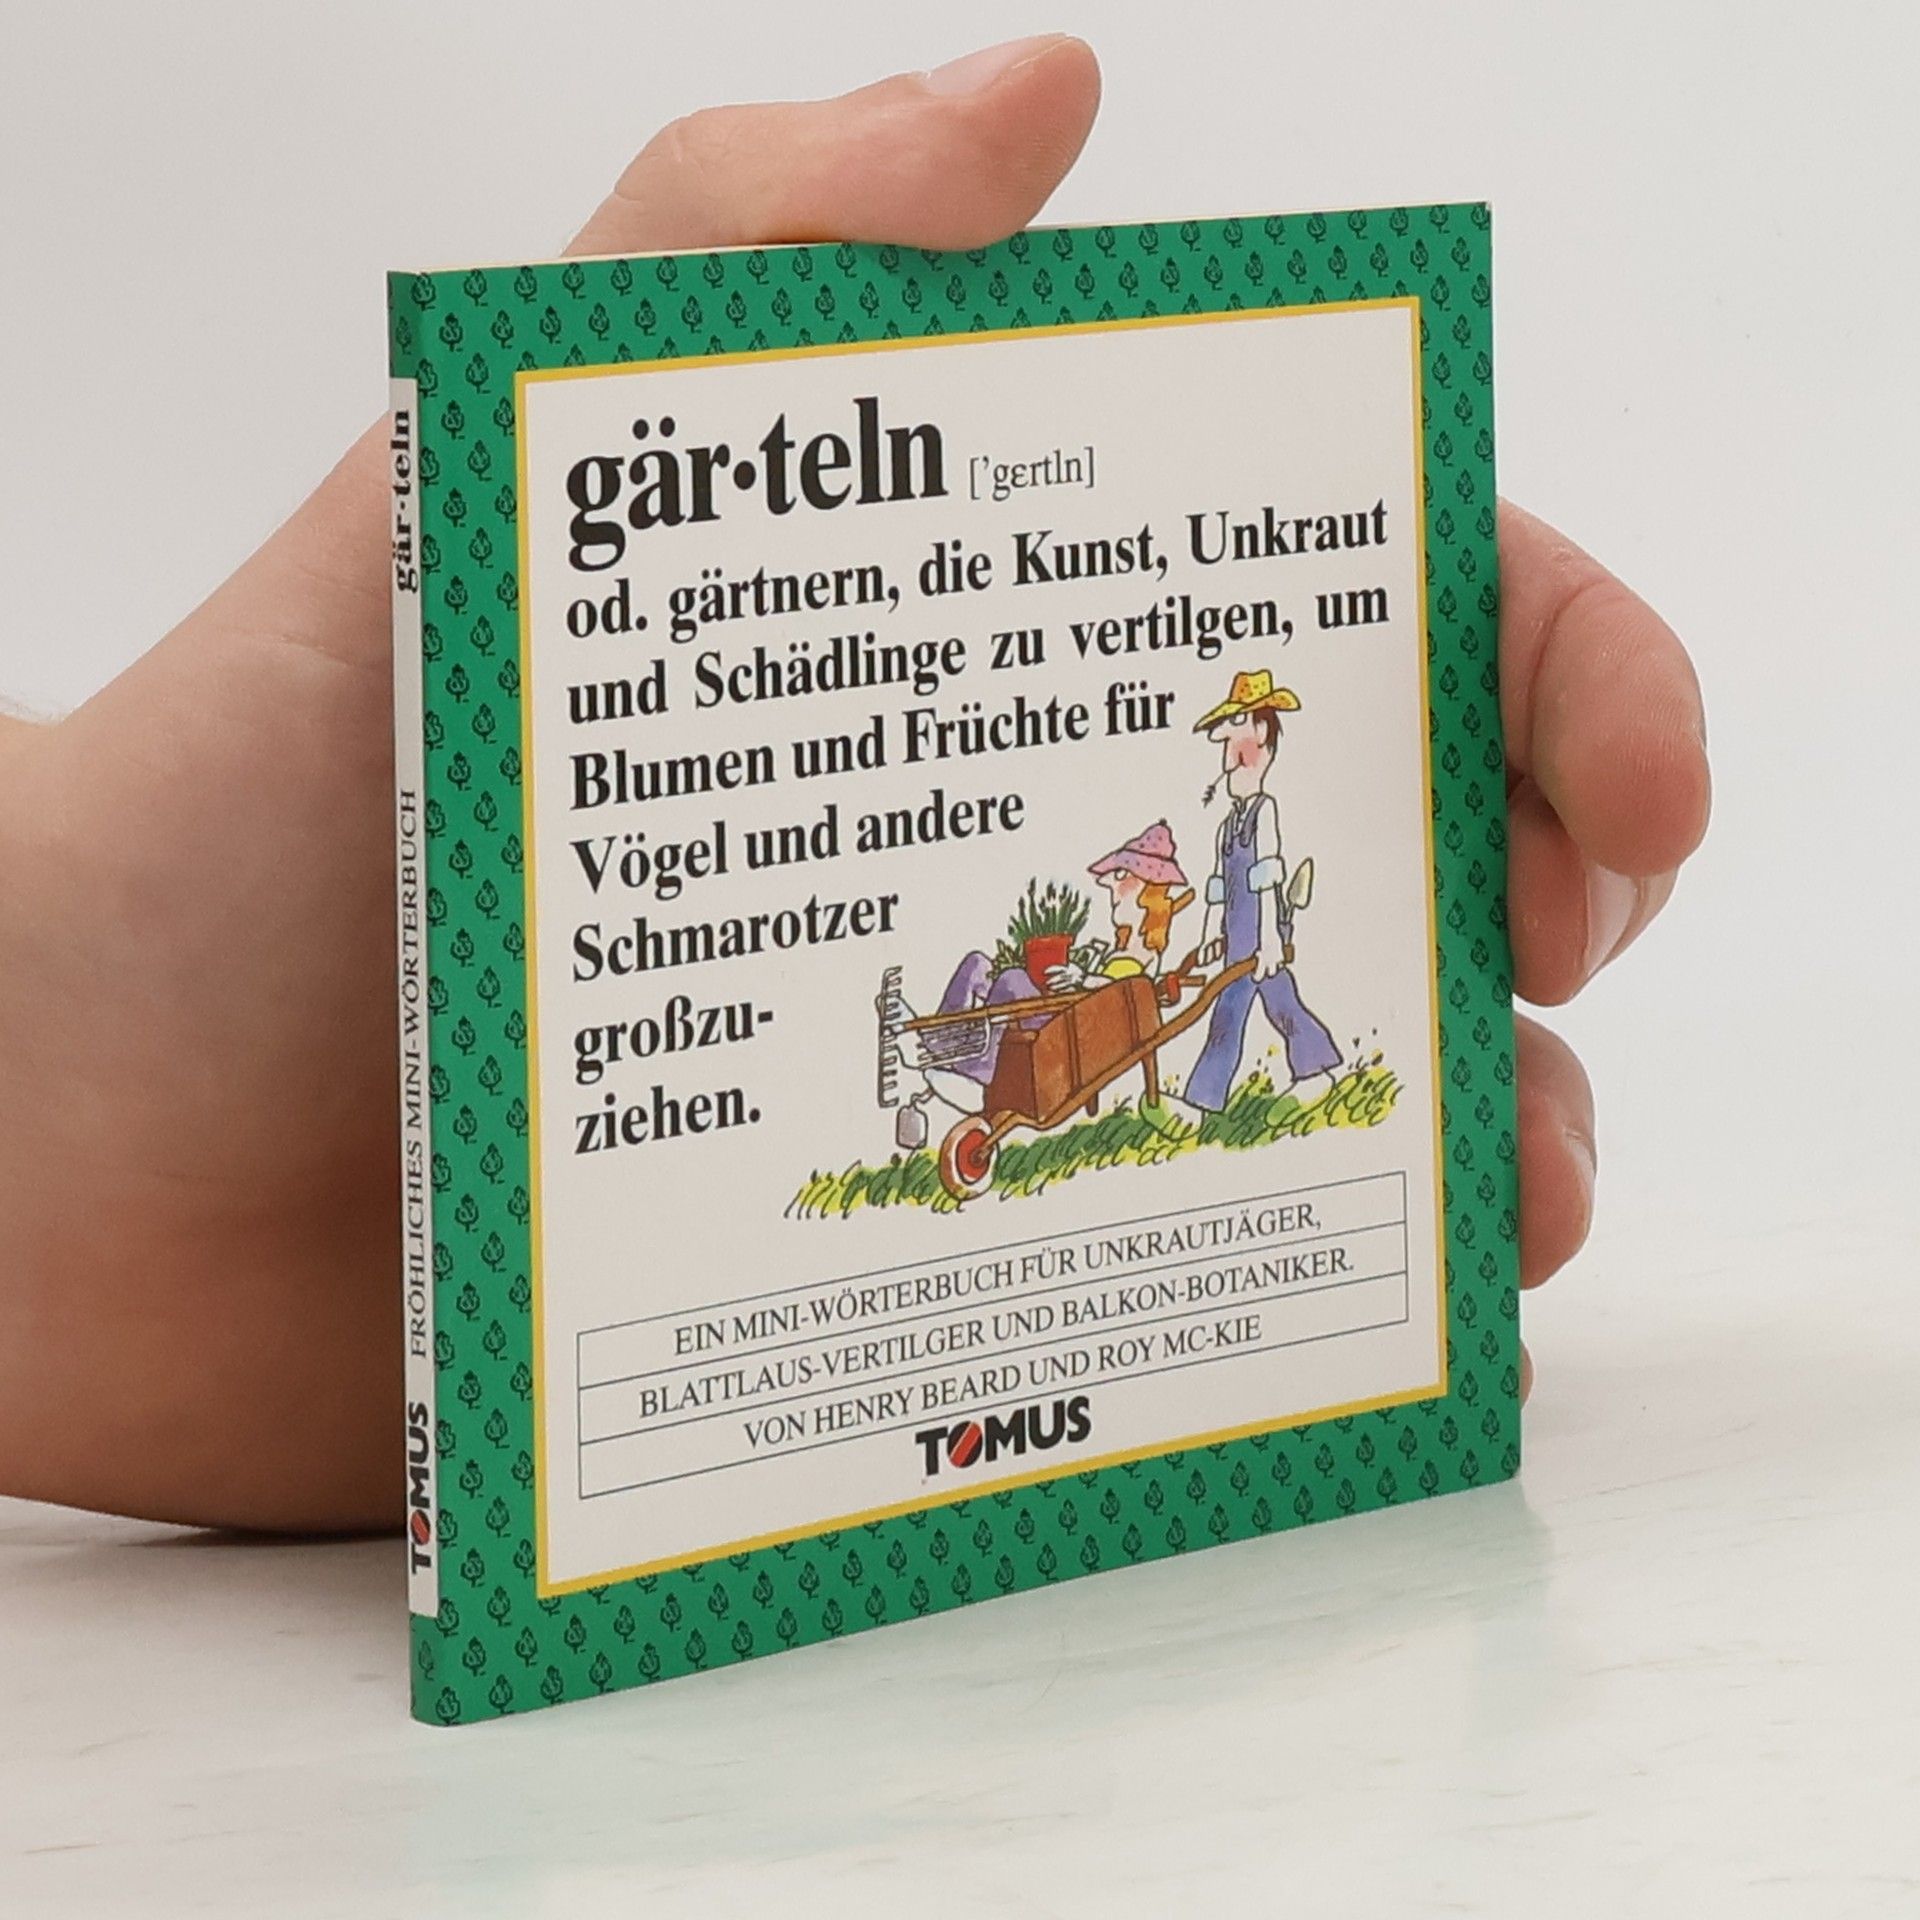 gär·teln
FRÖHLICHES MINI-WÖRTERBUCH
TOMUS
gär·teln ['gɛrtln]
od. gärtnern, die Kunst, Unkraut
und Schädlinge zu vertilgen, um
Blumen und Früchte für
Vögel und andere
Schmarotzer
großzu-
ziehen.
EIN MINI-WÖRTERBUCH FÜR UNKRAUTJÄGER,
BLATTLAUS-VERTILGER UND BALKON-BOTANIKER.
VON HENRY BEARD UND ROY MC-KIE
TOMUS